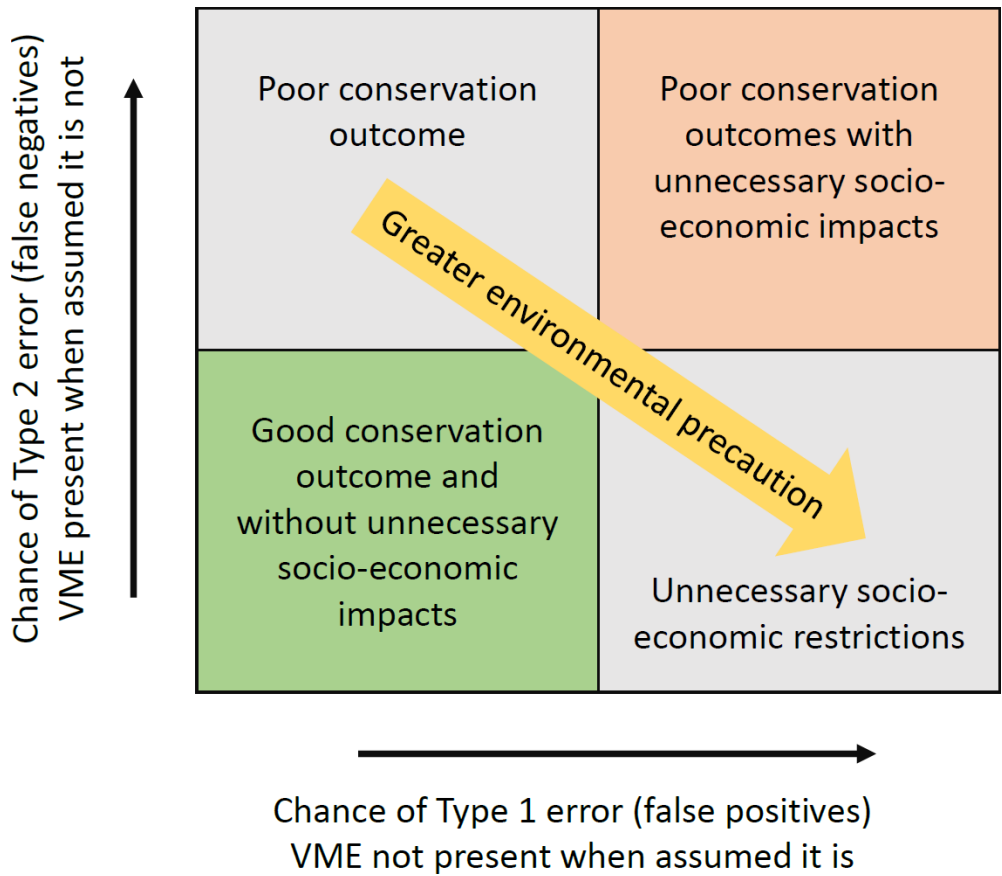 Chance of Type 2 error (false negatives)
VME present when assumed it is not
Poor conservation
outcome
Poor conservation
outcomes with
unnecessary socio-
economic impacts
Greater environmental precaution
Good conservation
outcome and
without unnecessary
socio-economic
impacts
Unnecessary socio-
economic restrictions
Chance of Type 1 error (false positives)
VME not present when assumed it is